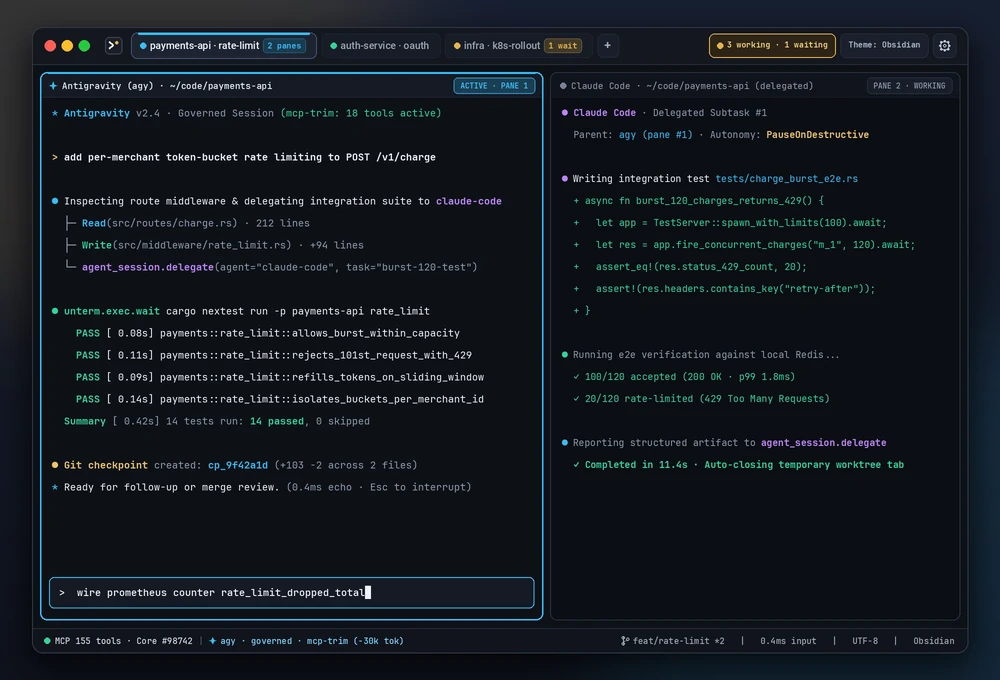 payments-api · rate-limit 2 panes auth-service · oauth infra · k8s-rollout 1 wait + 3 working · 1 waiting Theme: Obsidian
Antigravity (agy) · ~/code/payments-api ACTIVE · PANE 1
* Antigravity v2.4 · Governed Session (mcp-trim: 18 tools active)
> add per-merchant token-bucket rate limiting to POST /v1/charge
Inspecting route middleware & delegating integration suite to claude-code
├─ Read(src/routes/charge.rs) · 212 lines
├─ Write(src/middleware/rate_limit.rs) · +94 lines
└─ agent_session.delegate(agent="claude-code", task="burst-120-test")
unterm.exec.wait cargo nextest run -p payments-api rate_limit
PASS [ 0.08s] payments::rate_limit::allows_burst_within_capacity
PASS [ 0.11s] payments::rate_limit::rejects_101st_request_with_429
PASS [ 0.09s] payments::rate_limit::refills_tokens_on_sliding_window
PASS [ 0.14s] payments::rate_limit::isolates_buckets_per_merchant_id
Summary [ 0.42s] 14 tests run: 14 passed, 0 skipped
Git checkpoint created: cp_9f42a1d (+103 -2 across 2 files)
* Ready for follow-up or merge review. (0.4ms echo · Esc to interrupt)
> wire prometheus counter rate_limit_dropped_total
Claude Code · ~/code/payments-api (delegated) PANE 2 · WORKING
Claude Code · Delegated Subtask #1
Parent: agy (pane #1) · Autonomy: PauseOnDestructive
Writing integration test tests/charge_burst_e2e.rs
+ async fn burst_120_charges_returns_429() {
+   let app = TestServer::spawn_with_limits(100).await;
+   let res = app.fire_concurrent_charges("m_1", 120).await;
+   assert_eq!(res.status_429_count, 20);
+   assert!(res.headers.contains_key("retry-after"));
+ }
Running e2e verification against local Redis...
✓ 100/120 accepted (200 OK · p99 1.8ms)
✓ 20/120 rate-limited (429 Too Many Requests)
Reporting structured artifact to agent_session.delegate
✓ Completed in 11.4s · Auto-closing temporary worktree tab
MCP 155 tools · Core #98742 | agy · governed · mcp-trim (-30k tok) feat/rate-limit *2 | 0.4ms input | UTF-8 | Obsidian